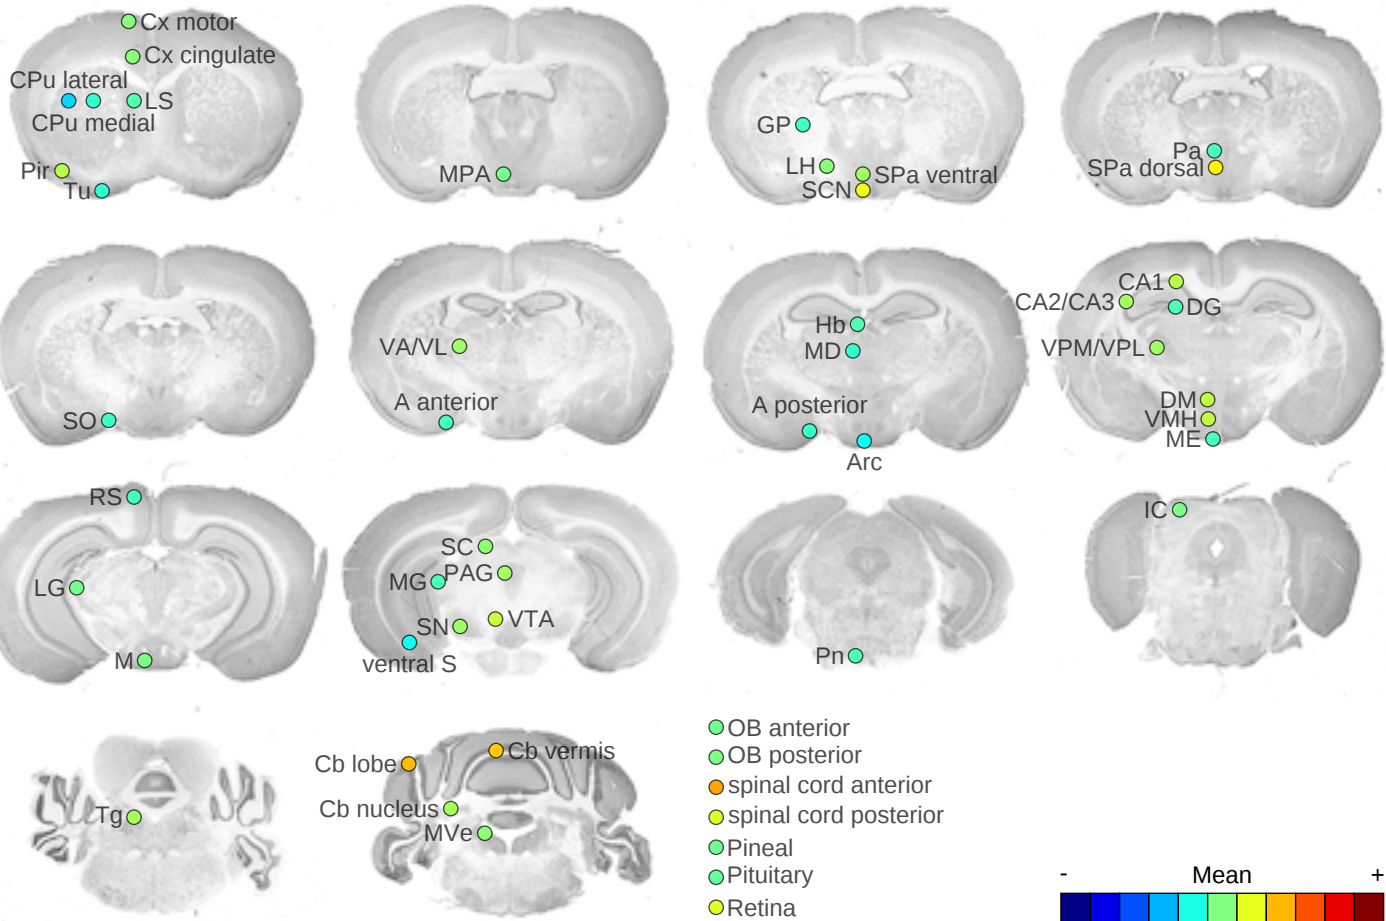 Cx motor
Cx cingulate
CPu lateral
LS
CPu medial
Pir
Tu
MPA
GP
LH
SPa ventral
SCN
Pa
SPa dorsal
SO
VA/VL
A anterior
Hb
MD
A posterior
Arc
CA1
CA2/CA3
DG
VPM/VPL
DM
VMH
ME
RS
LG
M
SC
MG
PAG
SN
VTA
ventral S
Pn
IC
Tg
Cb lobe
Cb vermis
Cb nucleus
MVe
OB anterior
OB posterior
spinal cord anterior
spinal cord posterior
Pineal
Pituitary
Retina
- Mean +